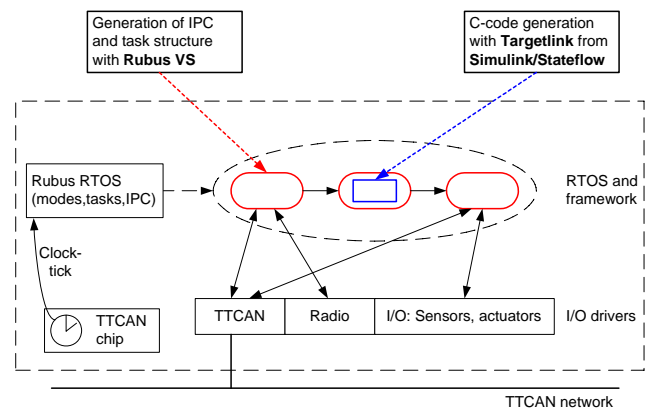 Generation of IPC
and task structure
with Rubus VS
C-code generation
with Targetlink from
Simulink/Stateflow
Rubus RTOS
(modes,tasks,IPC)
RTOS and
framework
Clock-
tick
TTCAN
chip
TTCAN
Radio
I/O: Sensors, actuators
I/O drivers
TTCAN network